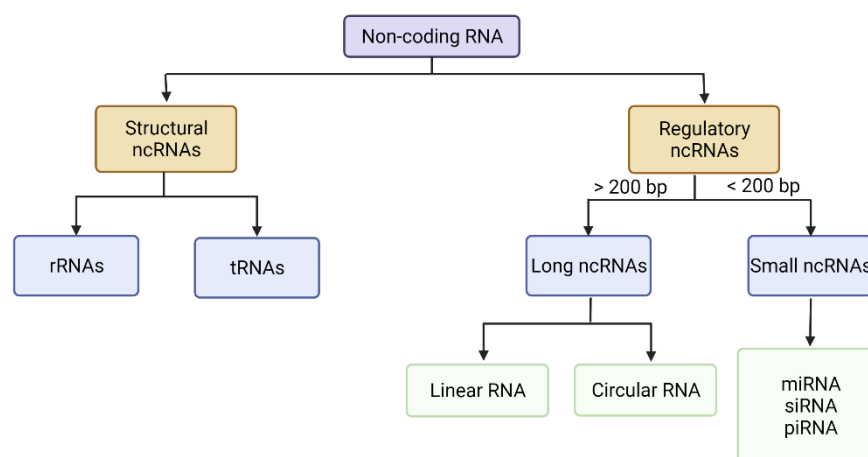 Non-coding RNA
Structural
ncRNAs
Regulatory
ncRNAs
> 200 bp
< 200 bp
rRNAs
tRNAs
Long ncRNAs
Small ncRNAs
Linear RNA
Circular RNA
miRNA
siRNA
piRNA